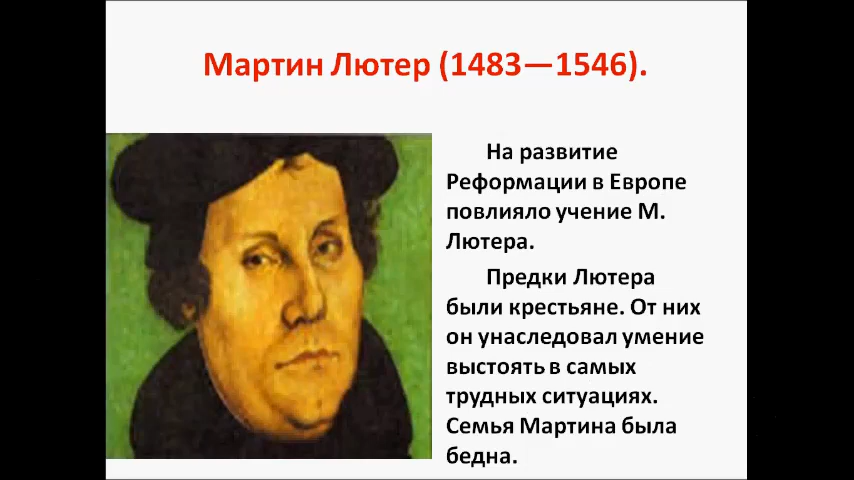 Мартин Лютер (1483—1546).
На развитие
Реформации в Европе
повлияло учение М.
Лютера.
Предки Лютера
были крестьяне. От них
он унаследовал умение
выстоять в самых
трудных ситуациях.
Семья Мартина была
бедна.